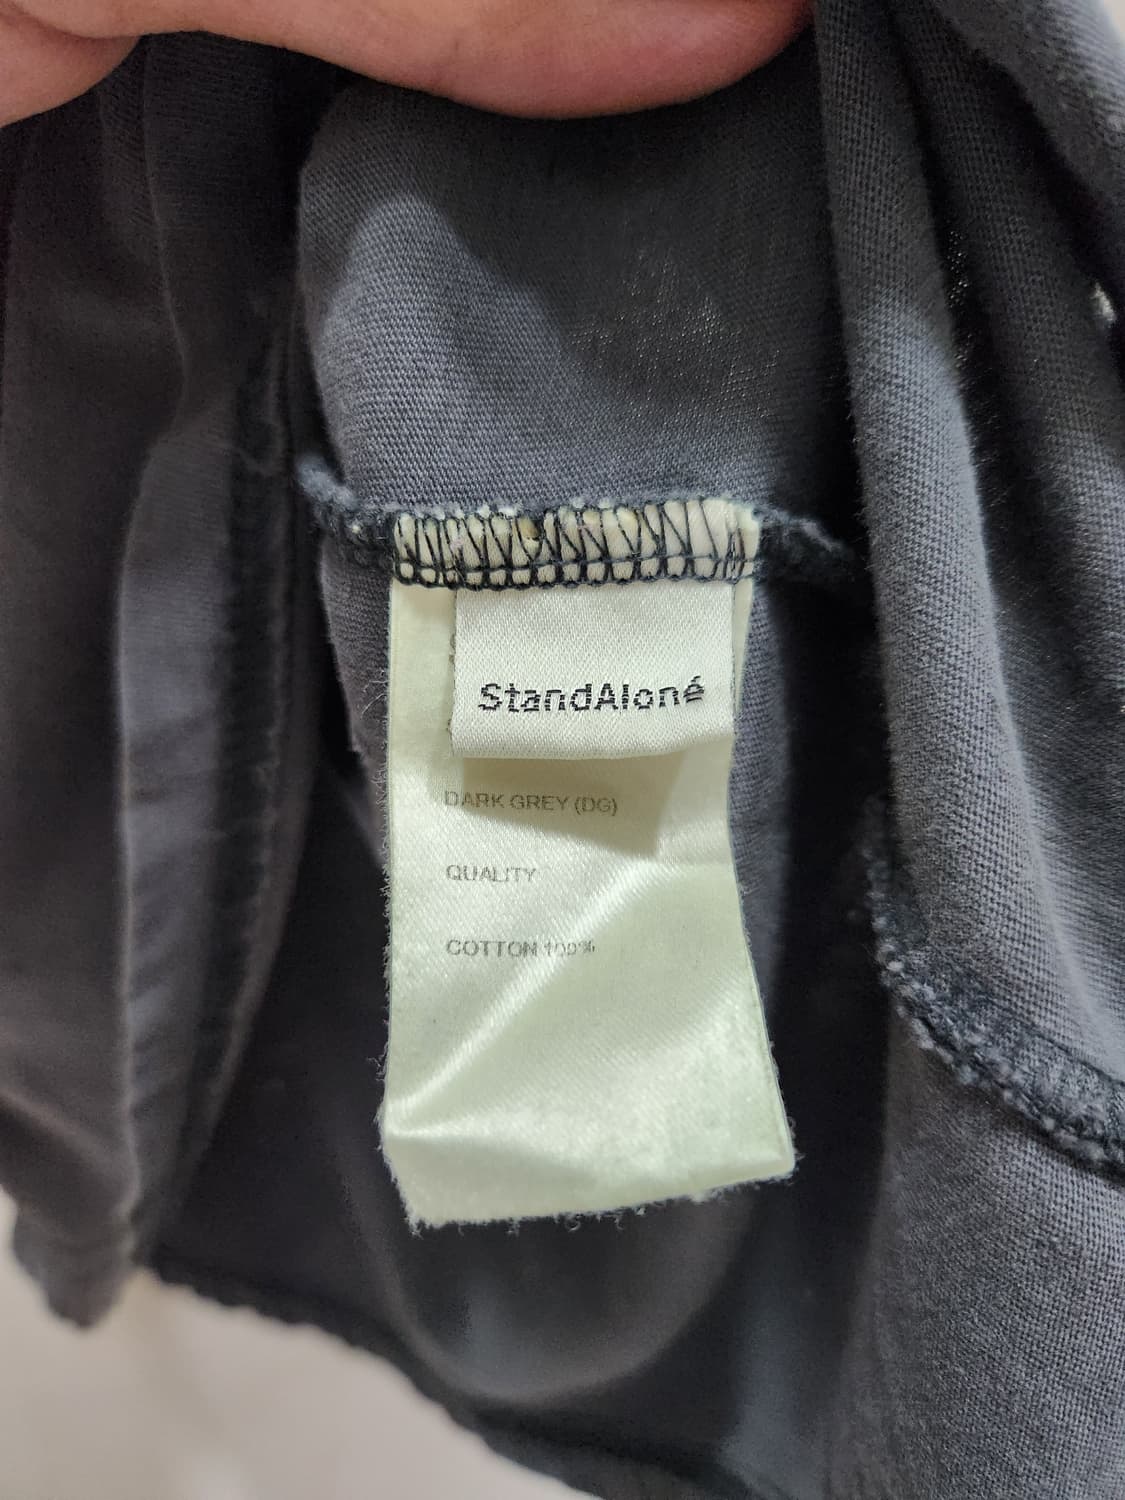 StandAloné
DARK GREY (DG)
QUALITY
COTTON 100%